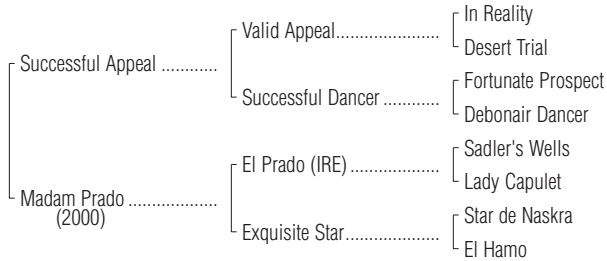 In Reality
Valid Appeal
Desert Trial
Successful Appeal
Fortunate Prospect
Successful Dancer
Debonair Dancer
Sadler's Wells
El Prado (IRE)
Lady Capulet
Madam Prado
(2000)
Star de Naskra
Exquisite Star
El Hamo